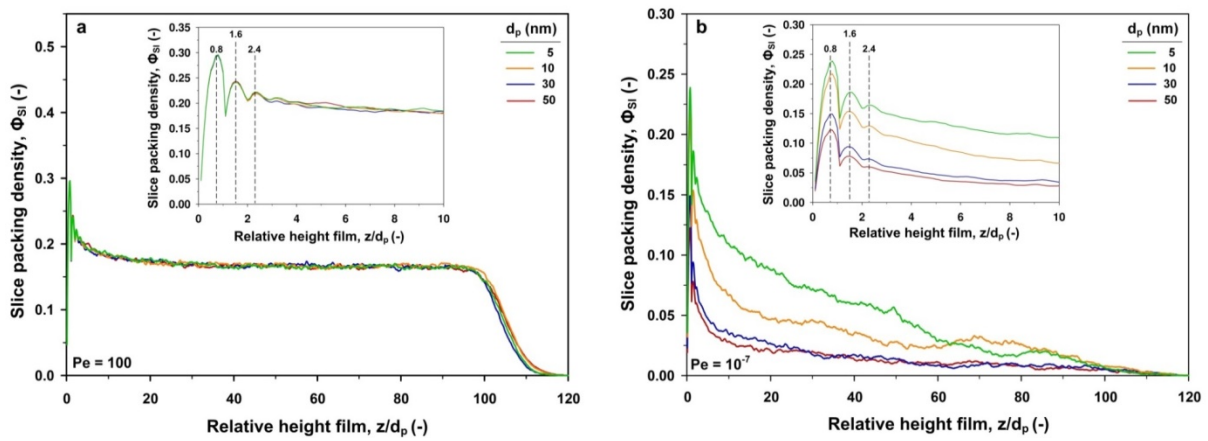 a
Slice packing density, Φ_SI (-)
0.5
0.4
0.3
0.2
0.1
0.0
0 20 40 60 80 100 120
Relative height film, z/d_p (-)
Pe = 100
d_p (nm)
5
10
30
50
Slice packing density, Φ_SI (-)
0.35
0.30
0.25
0.20
0.15
0.10
0.05
0.00
0 2 4 6 8 10
Relative height film, z/d_p (-)
0.8
1.6
2.4
b
Slice packing density, Φ_SI (-)
0.30
0.25
0.20
0.15
0.10
0.05
0.00
0 20 40 60 80 100 120
Relative height film, z/d_p (-)
Pe = 10⁻⁷
d_p (nm)
5
10
30
50
Slice packing density, Φ_SI (-)
0.30
0.25
0.20
0.15
0.10
0.05
0.00
0 2 4 6 8 10
Relative height film, z/d_p (-)
0.8
1.6
2.4